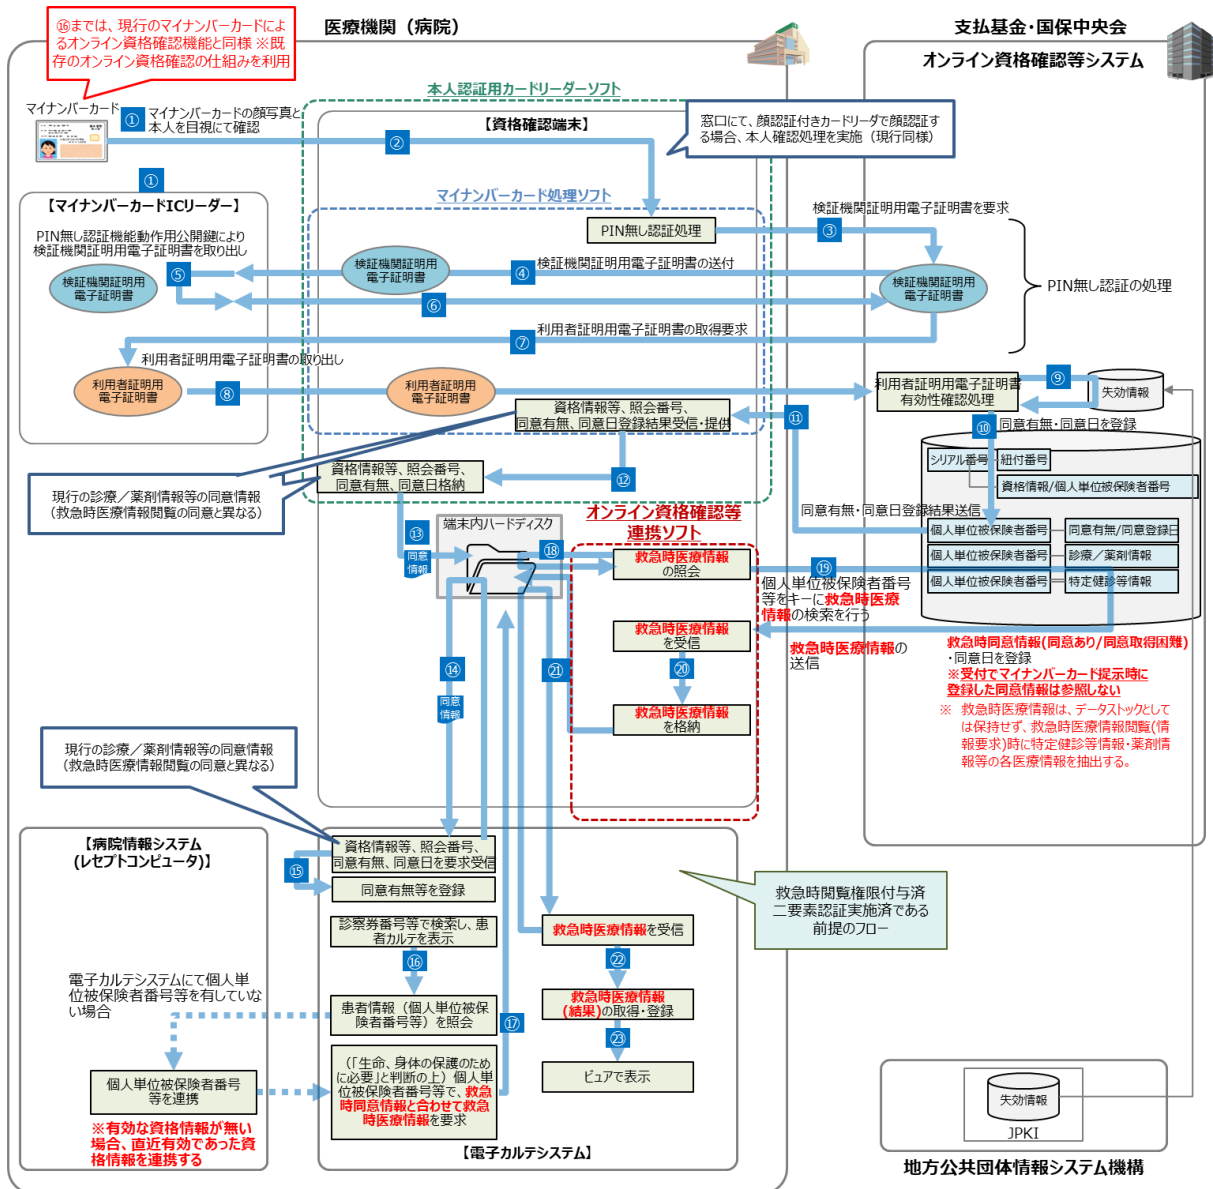 医療機関（病院）
支払基金・国保中央会
オンライン資格確認等システム
⑯までは、現行のマイナンバーカードによ
るオンライン資格確認機能と同様 ※既
存のオンライン資格確認の仕組みを利用
マイナンバーカード
①
マイナンバーカードの顔写真と
本人を目視にて確認
本人認証用カードリーダーソフト
【資格確認端末】
窓口にて、顔認証付きカードリーダで顔認証す
る場合、本人確認処理を実施（現行同様）
②
①
【マイナンバーカードICリーダー】
マイナンバーカード処理ソフト
PIN無し認証処理
検証機関証明用電子証明書を要求
③
PIN無し認証機能動作用公開鍵により
検証機関証明用電子証明書を取り出し
⑤
検証機関証明用
電子証明書
検証機関証明用
電子証明書
④
検証機関証明用電子証明書の送付
検証機関証明用
電子証明書
PIN無し認証の処理
⑥
⑦
利用者証明用電子証明書の取得要求
利用者証明用電子証明書の取り出し
利用者証明用
電子証明書
⑧
利用者証明用
電子証明書
利用者証明用電子証明書
有効性確認処理
⑨
失効情報
資格情報等、照会番号、
同意有無、同意日登録結果受信・提供
⑪
⑩
同意有無・同意日を登録
シリアル番号
紐付番号
資格情報/個人単位被保険者番号
⑫
資格情報等、照会番号、
同意有無、同意日格納
現行の診療／薬剤情報等の同意情報
（救急時医療情報閲覧の同意と異なる）
同意有無・同意日登録結果送信
個人単位被保険者番号
同意有無/同意登録日
個人単位被保険者番号
診療／薬剤情報
個人単位被保険者番号
特定健診等情報
オンライン資格確認等
連携ソフト
⑬
同意
情報
端末内ハードディスク
⑱
救急時医療情報
の照会
⑲
個人単位被保険者番号
等をキーに救急時医療
情報の検索を行う
救急時医療情報
を受信
救急時医療情報の
送信
救急時同意情報(同意あり/同意取得困難)
・同意日を登録
※受付でマイナンバーカード提示時に
登録した同意情報は参照しない
※ 救急時医療情報は、データストックとして
は保持せず、救急時医療情報閲覧(情
報要求)時に特定健診等情報・薬剤情
報等の各医療情報を抽出する。
⑭
同意
情報
㉑
⑳
救急時医療情報
を格納
現行の診療／薬剤情報等の同意情報
（救急時医療情報閲覧の同意と異なる）
【病院情報システム
(レセプトコンピュータ)】
資格情報等、照会番号、
同意有無、同意日を要求受信
⑮
同意有無等を登録
救急時閲覧権限付与済
二要素認証実施済である
前提のフロー
診察券番号等で検索し、患
者カルテを表示
救急時医療情報を受信
⑯
㉒
電子カルテシステムにて個人単
位被保険者番号等を有していな
い場合
患者情報（個人単位被保
険者番号等）を照会
⑰
救急時医療情報
(結果)の取得・登録
㉓
個人単位被保険者番号
等を連携
（「生命、身体の保護のため
に必要」と判断の上）個人単
位被保険者番号等で、救急
時同意情報と合わせて救急
時医療情報を要求
ビュアで表示
※有効な資格情報が無い
場合、直近有効であった資
格情報を連携する
【電子カルテシステム】
失効情報
JPKI
地方公共団体情報システム機構